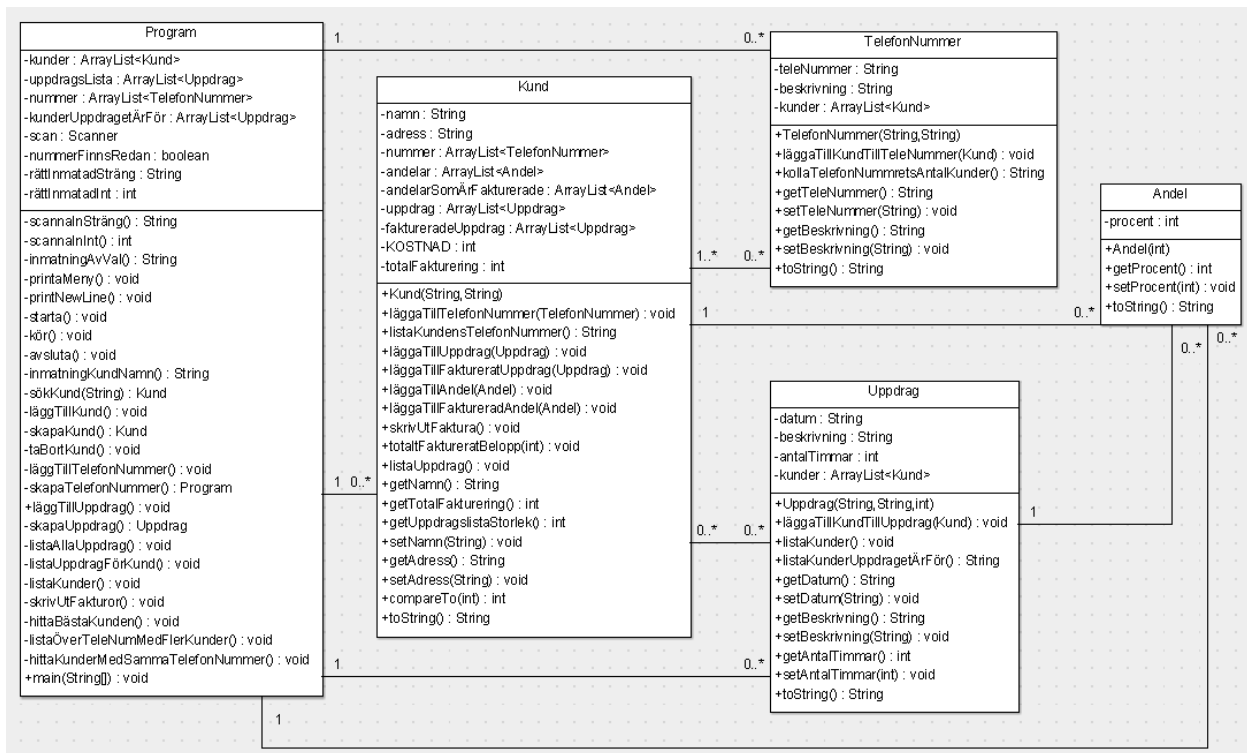 Program
-kunder : ArrayList<Kund>
-uppdragsLista : ArrayList<Uppdrag>
-nummer : ArrayList<TelefonNummer>
-kunderUppdragetÄrFör : ArrayList<Uppdrag>
-scan : Scanner
-nummerFinnsRedan : boolean
-rättInmatadSträng : String
-rättInmatadInt : int
-scannaInSträng() : String
-scannaInInt() : int
-inmatningAvVal() : String
-printaMeny() : void
-printNewLine() : void
-starta() : void
-kör() : void
-avsluta() : void
-inmatningKundNamn() : String
-sökKund(String) : Kund
-läggTillKund() : void
-skapaKund() : Kund
-taBortKund() : void
-läggTillTelefonNummer() : void
-skapaTelefonNummer() : Program
+läggTillUppdrag() : void
-skapaUppdrag() : Uppdrag
-listaAllaUppdrag() : void
-listaUppdragFörKund() : void
-listaKunder() : void
-skrivUtFakturor() : void
-hittaBästaKunden() : void
-listaÖverTeleNumMedFlerKunder() : void
-hittaKunderMedSammaTelefonNummer() : void
+main(String[]) : void
1
0..*
1 0..*
1
0..*
1
Kund
-namn : String
-adress : String
-nummer : ArrayList<TelefonNummer>
-andelar : ArrayList<Andel>
-andelarSomÄrFakturerade : ArrayList<Andel>
-uppdrag : ArrayList<Uppdrag>
-faktureradeUppdrag : ArrayList<Uppdrag>
-KOSTNAD : int
-totalFakturering : int
+Kund(String,String)
+läggaTillTelefonNummer(TelefonNummer) : void
+listaKundensTelefonNummer() : String
+läggaTillUppdrag(Uppdrag) : void
+läggaTillFaktureratUppdrag(Uppdrag) : void
+läggaTillAndel(Andel) : void
+läggaTillFaktureradAndel(Andel) : void
+skrivUtFaktura() : void
+totaltFaktureratBelopp(int) : void
+listaUppdrag() : void
+getNamn() : String
+getTotalFakturering() : int
+getUppdragslistaStorlek() : int
+setNamn(String) : void
+getAdress() : String
+setAdress(String) : void
+compareTo(int) : int
+toString() : String
1..* 0..*
1
0..*
0..* 0..*
TelefonNummer
-teleNummer : String
-beskrivning : String
-kunder : ArrayList<Kund>
+TelefonNummer(String,String)
+läggaTillKundTillTeleNummer(Kund) : void
+kollaTelefonNummretsAntalKunder() : String
+getTeleNummer() : String
+setTeleNummer(String) : void
+getBeskrivning() : String
+setBeskrivning(String) : void
+toString() : String
Uppdrag
-datum : String
-beskrivning : String
-antalTimmar : int
-kunder : ArrayList<Kund>
+Uppdrag(String,String,int)
+läggaTillKundTillUppdrag(Kund) : void
+listaKunder() : void
+listaKunderUppdragetÄrFör() : String
+getDatum() : String
+setDatum(String) : void
+getBeskrivning() : String
+setBeskrivning(String) : void
+getAntalTimmar() : int
+setAntalTimmar(int) : void
+toString() : String
1
Andel
-procent : int
+Andel(int)
+getProcent() : int
+setProcent(int) : void
+toString() : String
0..*
0..*